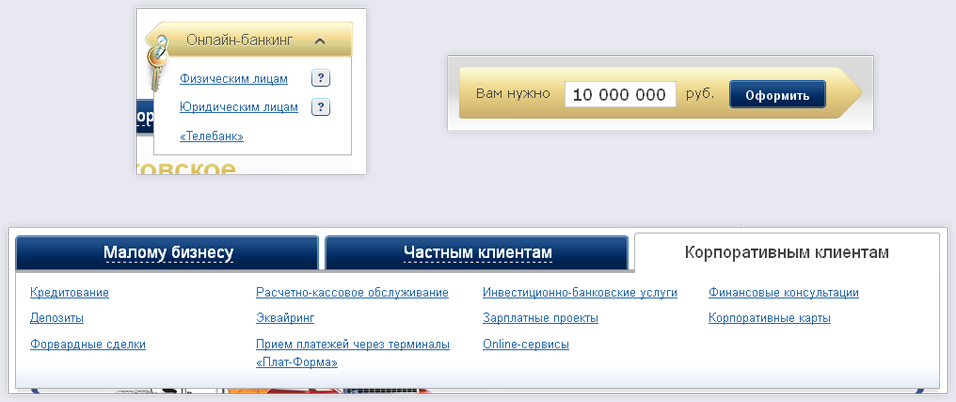 Онлайн-банкинг
Физическим лицам ?
Юридическим лицам ?
ор
«Телебанк»
товское
Вам нужно 10 000 000 руб. Оформить
Малому бизнесу Частным клиентам Корпоративным клиентам
Кредитование Расчетно-кассовое обслуживание Инвестиционно-банковские услуги Финансовые консультации
Депозиты Эквайринг Зарплатные проекты Корпоративные карты
Форвардные сделки Прием платежей через терминалы Online-сервисы
«Плат-Форма»